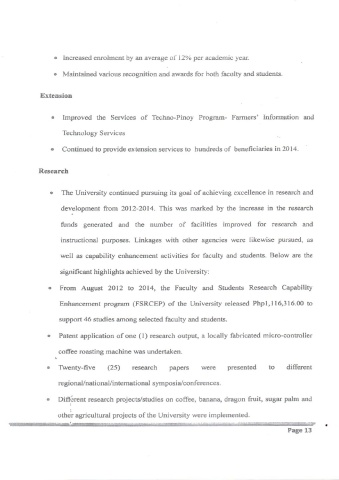 • Increased enrolment by an average of 12% per academic year.
• Maintained various recognition and awards for both faculty and students.
Extension
• Improved the Services of Techno-Pinoy Program- Farmers' Information and
Technology Services
• Continued to provide extension services to hundreds of beneficiaries in 2014.
Research
• The University continued pursuing its goal of achieving excellence in research and
development from 2012-2014. This was marked by the increase in the research
funds generated and the number of facilities improved for research and
instructional purposes. Linkages with other agencies were likewise pursued, as
well as capability enhancement activities for faculty and students. Below are the
significant highlights achieved by the University:
• From August 2012 to 2014, the Faculty and Students Research Capability
Enhancement program (FSRCEP) of the University released Php1,116,316.00 to
support 46 studies among selected faculty and students.
• Patent application of one (1) research output, a locally fabricated micro-controller
coffee roasting machine was undertaken.
• Twenty-five (25) research papers were presented to different
regional/national/international symposia/conferences.
• Different research projects/studies on coffee, banana, dragon fruit, sugar palm and
other agricultural projects of the University were implemented.
Page 13